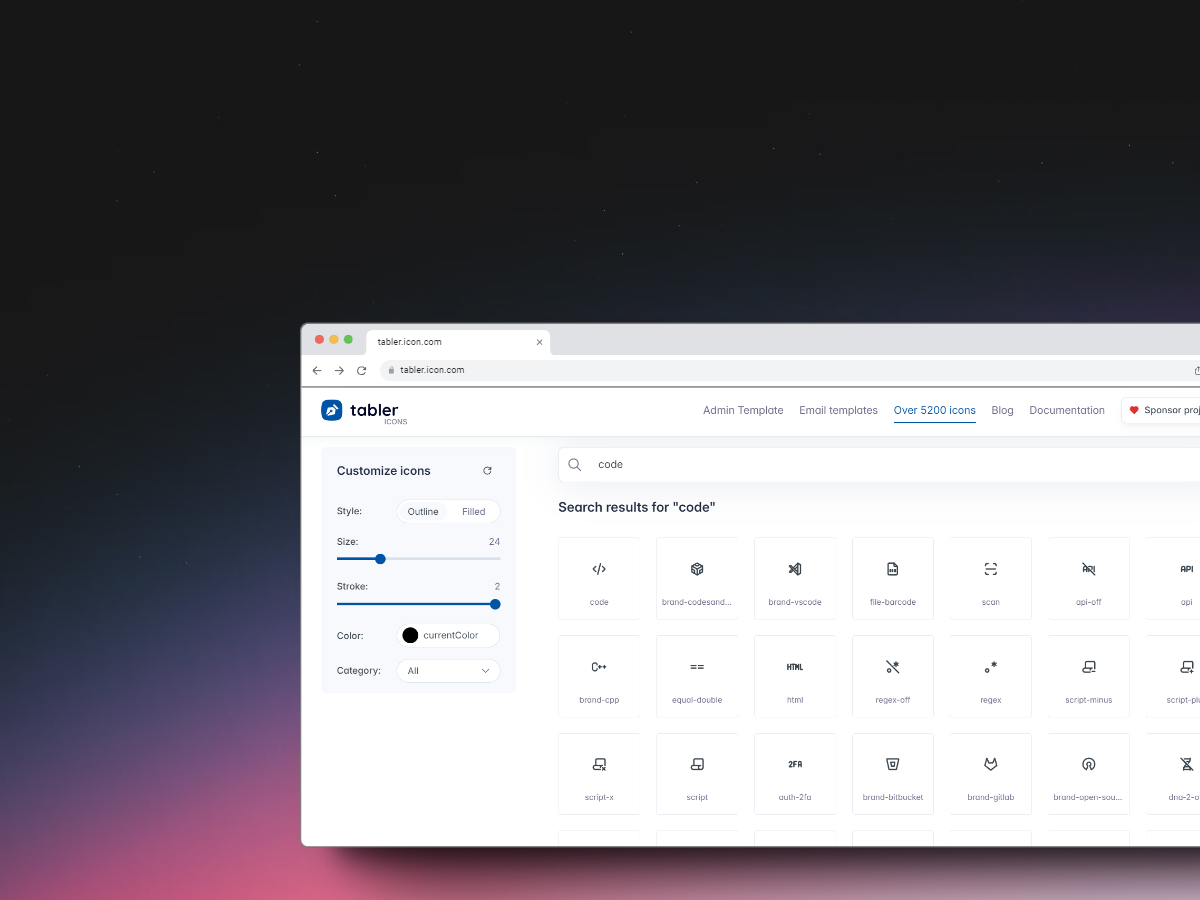 tabler.icon.com
tabler.icon.com
tabler
ICONS
Admin Template
Email templates
Over 5200 icons
Blog
Documentation
Sponsor proj
Customize icons
Style:
Outline
Filled
Size:
24
Stroke:
2
Color:
currentColor
Category:
All
code
Search results for "code"
code
brand-codesand...
brand-vscode
file-barcode
scan
API
api-off
API
api
C++
brand-cpp
==
equal-double
HTML
html
regex-off
regex
script-minus
script-plu
script-x
script
2FA
auth-2fa
brand-bitbucket
brand-gitlab
brand-open-sou...
dna-2-o